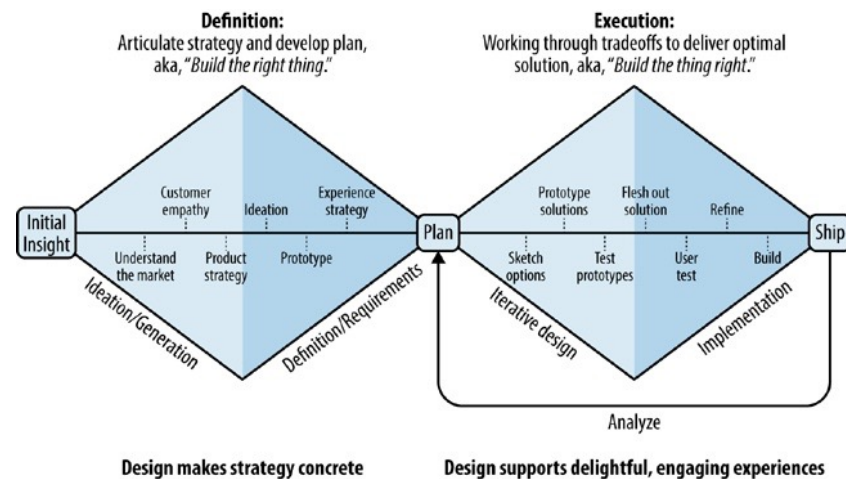 Definition:
Articulate strategy and develop plan,
aka, “Build the right thing.”
Execution:
Working through tradeoffs to deliver optimal
solution, aka, “Build the thing right.”
Initial
Insight
Understand
the market
Customer
empathy
Product
strategy
Ideation
Prototype
Experience
strategy
Ideation/Generation
Definition/Requirements
Plan
Sketch
options
Prototype
solutions
Test
prototypes
Flesh out
solution
User
test
Refine
Build
Ship
Iterative design
Implementation
Analyze
Design makes strategy concrete
Design supports delightful, engaging experiences